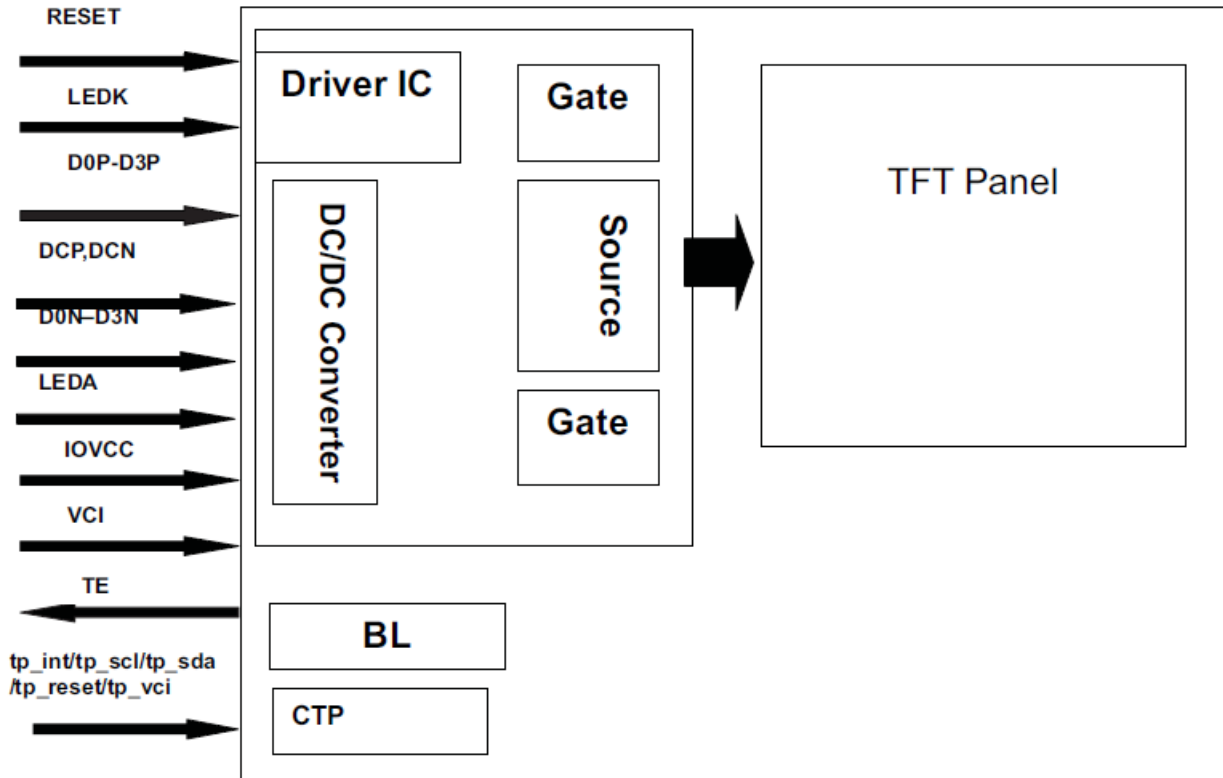 RESET
LEDK
D0P-D3P
DCP,DCN
D0N–D3N
LEDA
IOVCC
VCI
TE
tp_int/tp_scl/tp_sda
/tp_reset/tp_vci
Driver IC
DC/DC Converter
Gate
Source
Gate
TFT Panel
BL
CTP